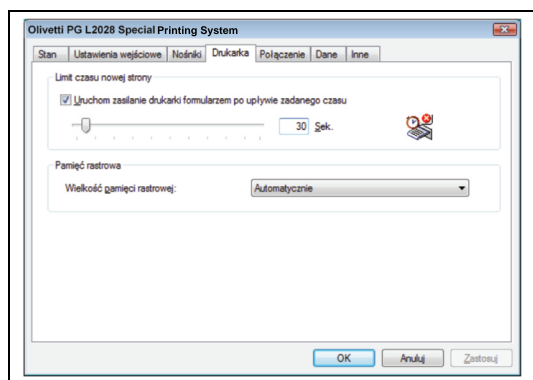 Olivetti PG L2028 Special Printing System
Stan Ustawienia wejściowe Nośniki Drukarka Połączenie Dane Inne
Limit czasu nowej strony
Uruchom zasilanie drukarki formularzem po upływie zadanego czasu
30 Sek.
Pamięć rastrowa
Wielkość pamięci rastrowej: Automatycznie
OK Anuluj Zastosuj